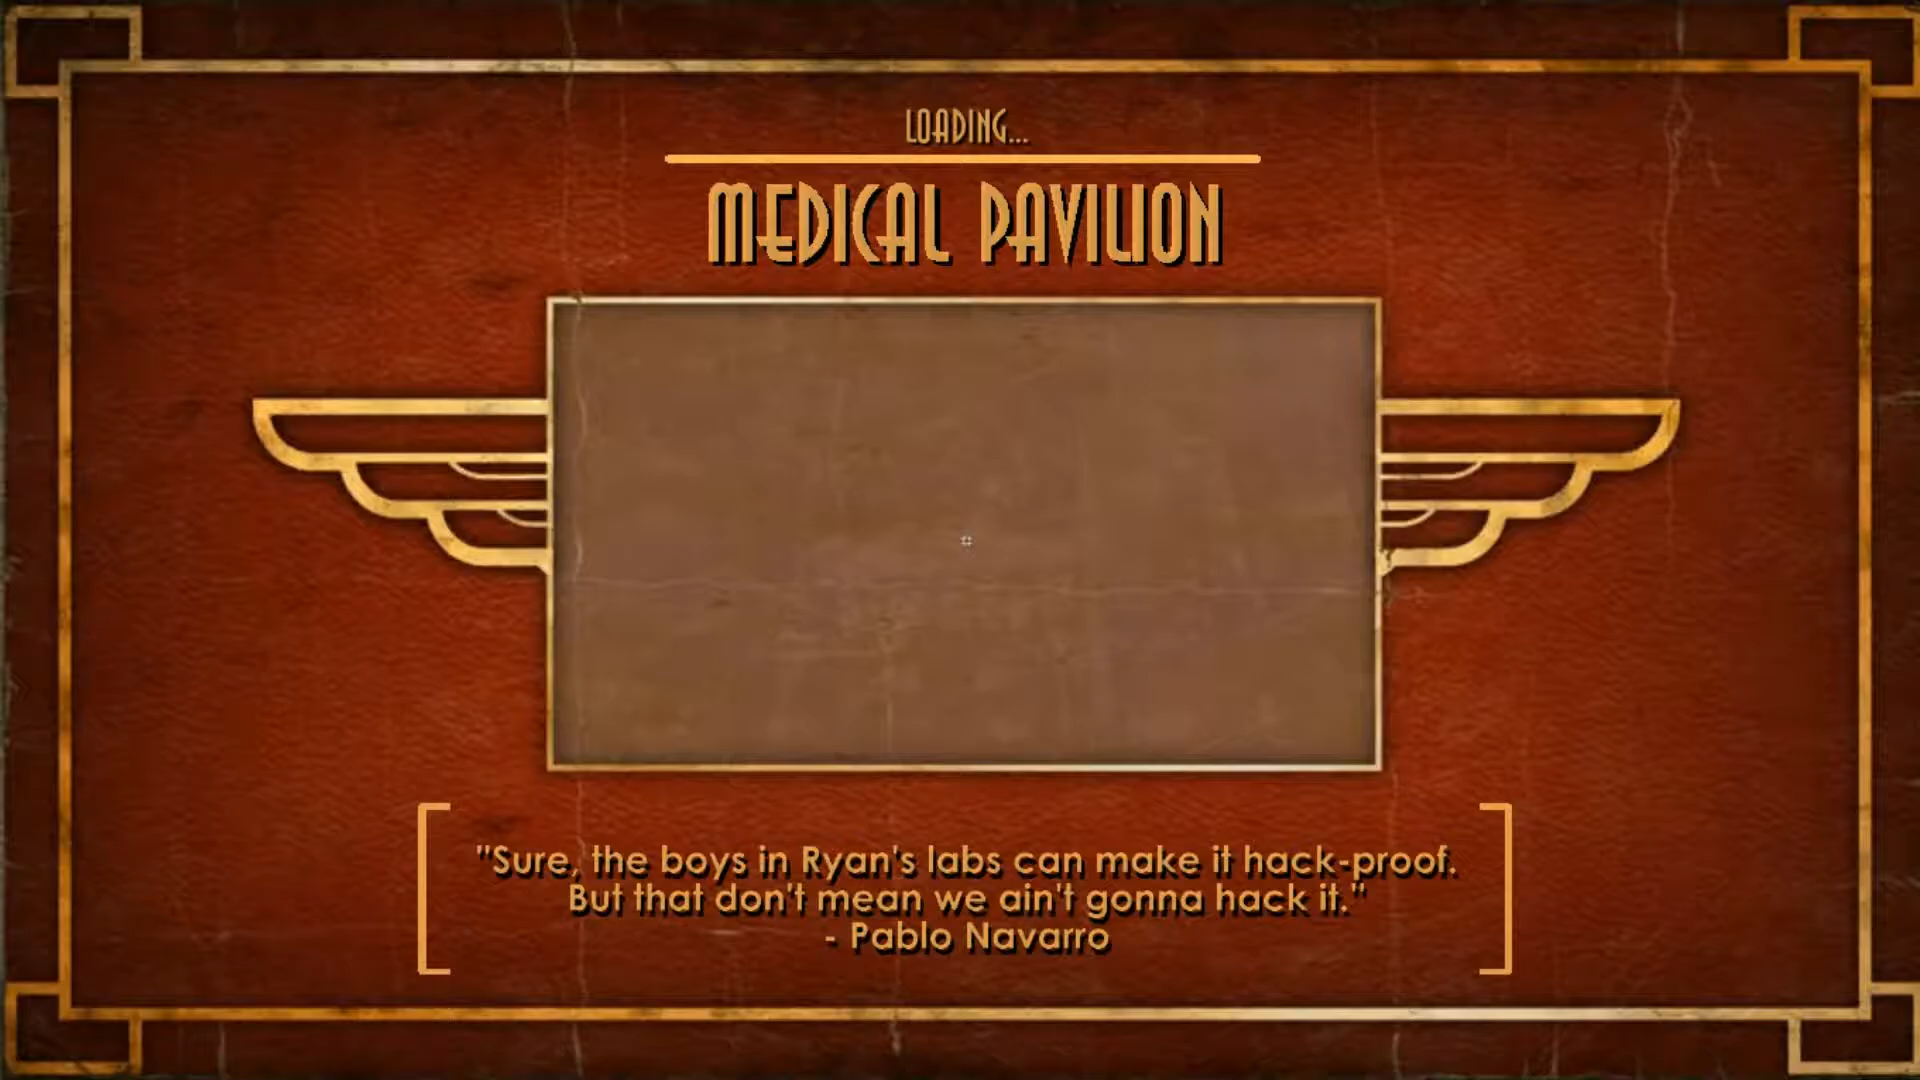 LOADING...
MEDICAL PAVILION
"Sure, the boys in Ryan's labs can make it hack-proof.
But that don't mean we ain't gonna hack it."
- Pablo Navarro